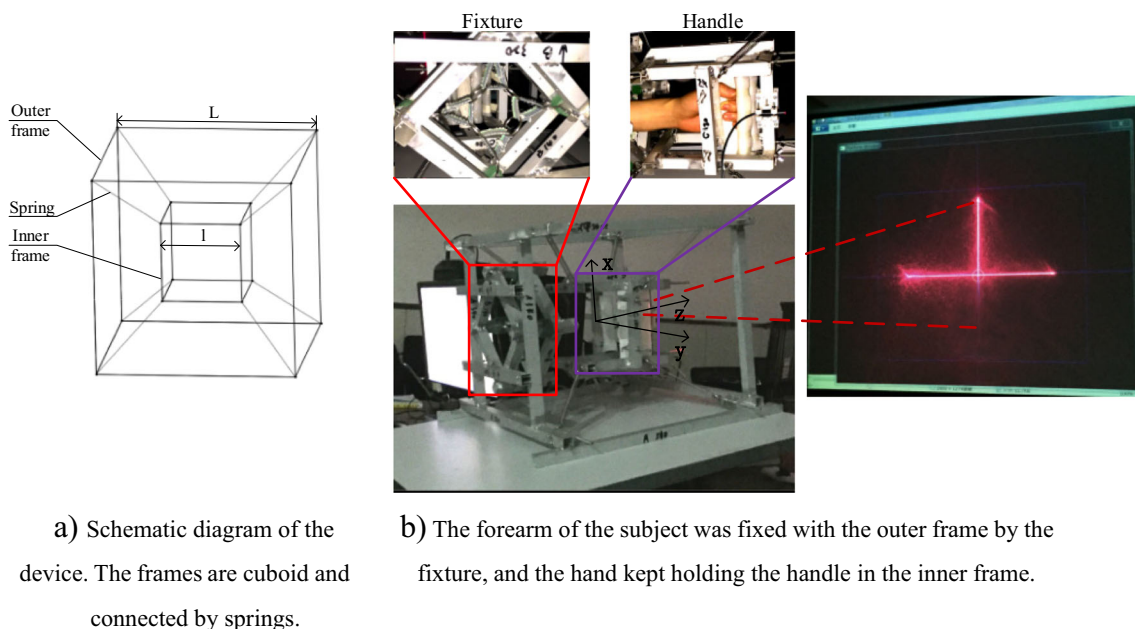 Fixture
Handle
Outer
frame
L
Spring
Inner
frame
l
x
z
y
a) Schematic diagram of the
device. The frames are cuboid and
connected by springs.
b) The forearm of the subject was fixed with the outer frame by the
fixture, and the hand kept holding the handle in the inner frame.